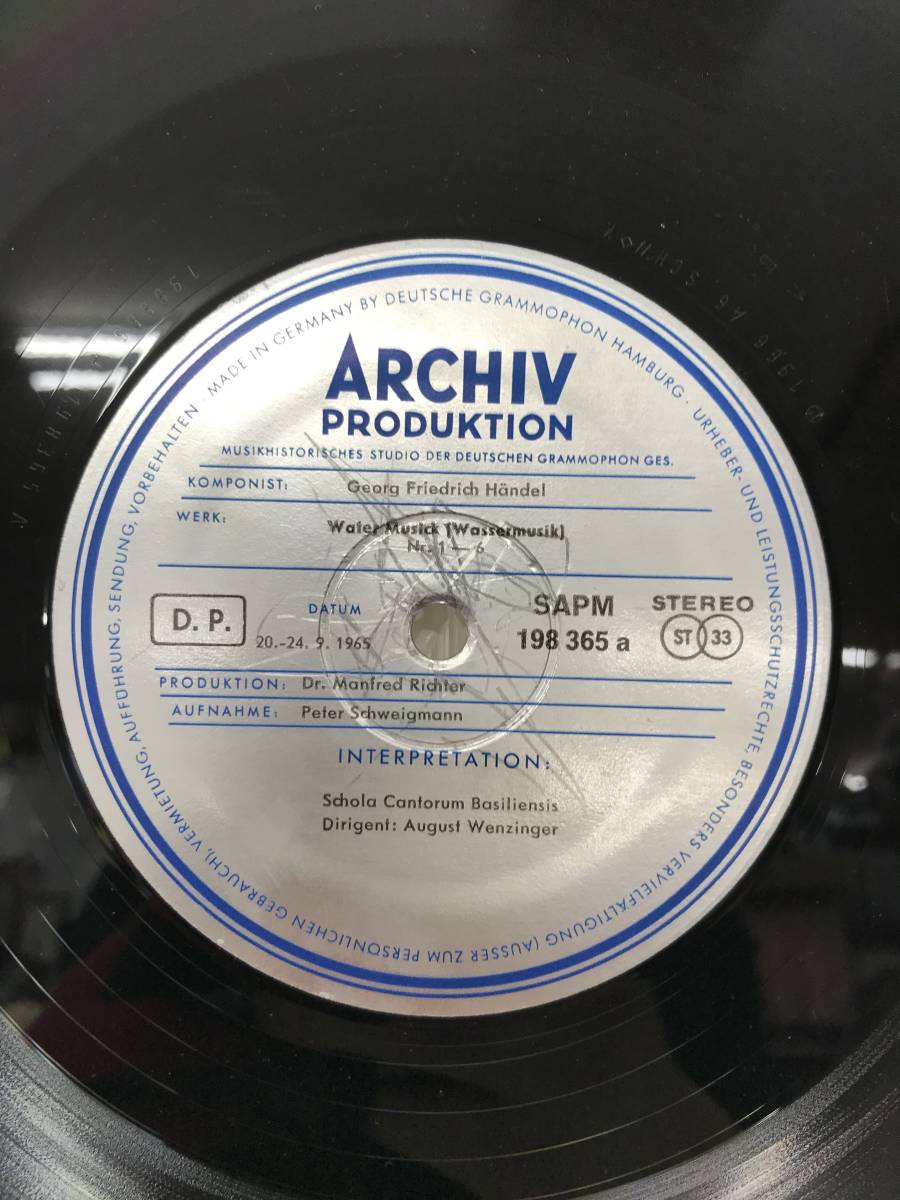 ARCHIV
PRODUKTION
MUSIKHISTORISCHES STUDIO DER DEUTSCHEN GRAMMOPHON GES.
KOMPONIST: Georg Friedrich Händel
WERK: Water Musick (Wassermusik)
Nr. 1 — 6
D. P.
DATUM
20.-24. 9. 1965
SAPM
198 365 a
STEREO
ST 33
PRODUKTION: Dr. Manfred Richter
AUFNAHME: Peter Schweigmann
INTERPRETATION:
Schola Cantorum Basiliensis
Dirigent: August Wenzinger
MADE IN GERMANY BY DEUTSCHE GRAMMOPHON HAMBURG · URHEBER- UND LEISTUNGSSCHUTZRECHTE, BESONDERS VERVIELFÄLTIGUNG (AUSSER ZUM PERSÖNLICHEN GEBRAUCH), VERMIETUNG, AUFFÜHRUNG, SENDUNG, VORBEHALTEN ·